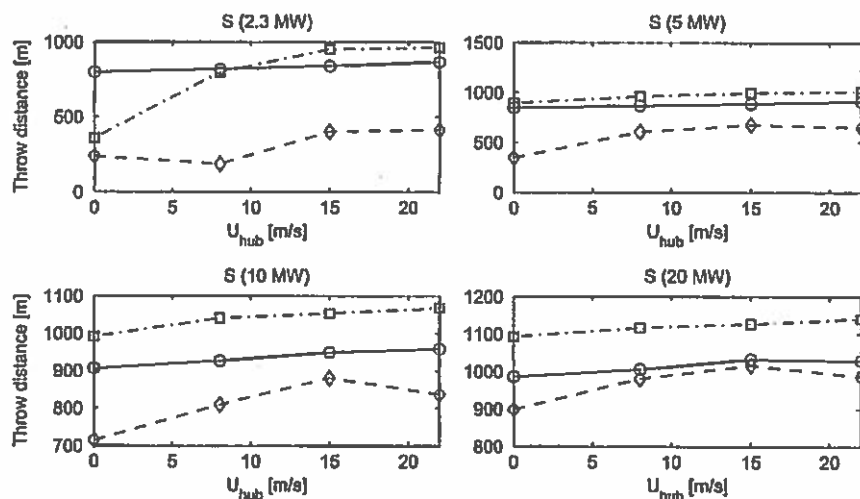 S (2.3 MW)
Throw distance [m]
1000
500
0
0 5 10 15 20
U_hub [m/s]
S (5 MW)
1500
1000
500
0
0 5 10 15 20
U_hub [m/s]
S (10 MW)
Throw distance [m]
1100
1000
900
800
700
0 5 10 15 20
U_hub [m/s]
S (20 MW)
1200
1100
1000
900
800
0 5 10 15 20
U_hub [m/s]